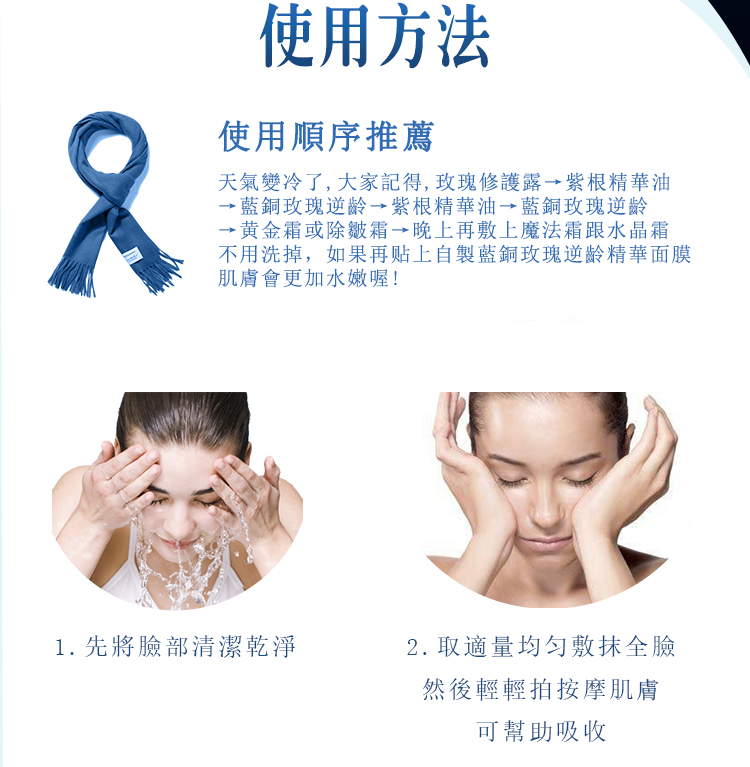 使用方法
使用順序推薦
天氣變冷了,大家記得,玫瑰修護露→紫根精華油
→藍銅玫瑰逆齡→紫根精華油→藍銅玫瑰逆齡
→黃金霜或除皺霜→晚上再敷上魔法霜跟水晶霜
不用洗掉，如果再貼上自製藍銅玫瑰逆齡精華面膜
肌膚會更加水嫩喔!
1.先將臉部清潔乾淨
2.取適量均勻敷抹全臉
然後輕輕拍按摩肌膚
可幫助吸收